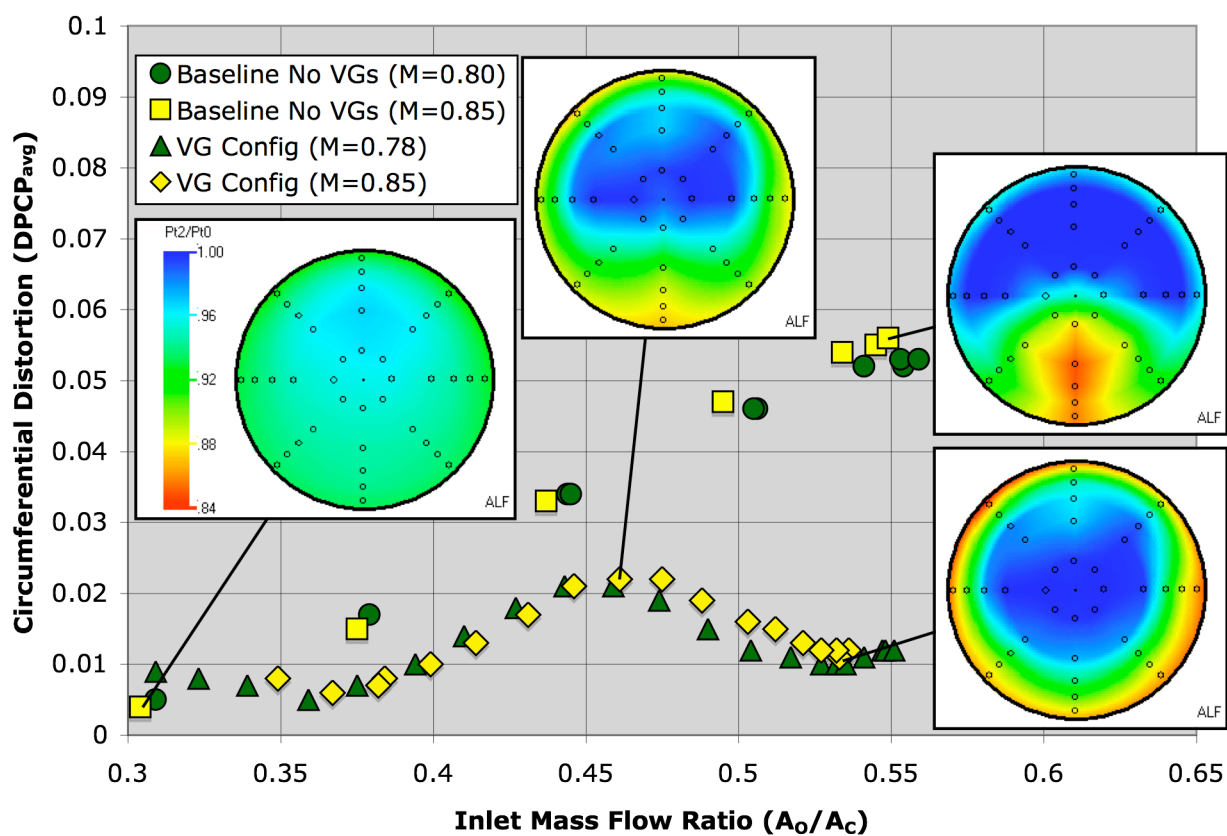 Circumferential Distortion (DPCPavg)
0.1
0.09
0.08
0.07
0.06
0.05
0.04
0.03
0.02
0.01
0
Baseline No VGs (M=0.80)
Baseline No VGs (M=0.85)
VG Config (M=0.78)
VG Config (M=0.85)
Pt2/Pt0
1.00
.96
.92
.88
.84
ALF
ALF
ALF
ALF
0.3
0.35
0.4
0.45
0.5
0.55
0.6
0.65
Inlet Mass Flow Ratio (AO/AC)